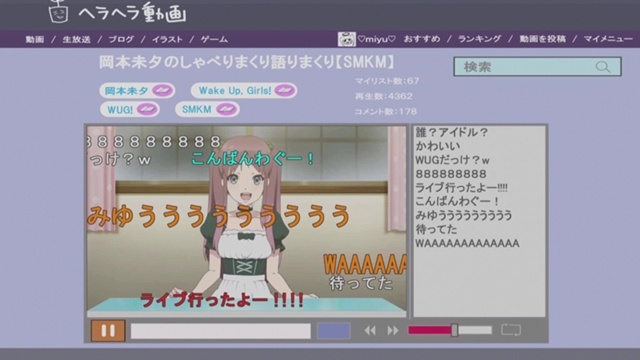 ヘラヘラ動画
動画 / 生放送 / ブログ / イラスト / ゲーム
♡miyu♡ おすすめ / ランキング / 動画を投稿 / マイメニュー
岡本未夕のしゃべりまくり語りまくり【SMKM】
岡本未夕
Wake Up, Girls!
WUG!
SMKM
マイリスト数:67
再生数:4362
コメント数:178
検索
888888888
っけ?w
こんばんわぐー!
みゆううううううううう
WAAAAAA
待ってた
ライブ行ったよー!!!!
誰?アイドル?
かわいい
WUGだっけ?w
888888888
ライブ行ったよー!!!!
こんばんわぐー!
みゆううううううううう
待ってた
WAAAAAAAAAAAAA